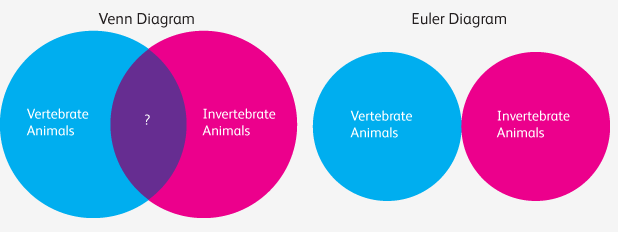 Venn Diagram
Euler Diagram
Vertebrate
Animals
?
Invertebrate
Animals
Vertebrate
Animals
Invertebrate
Animals